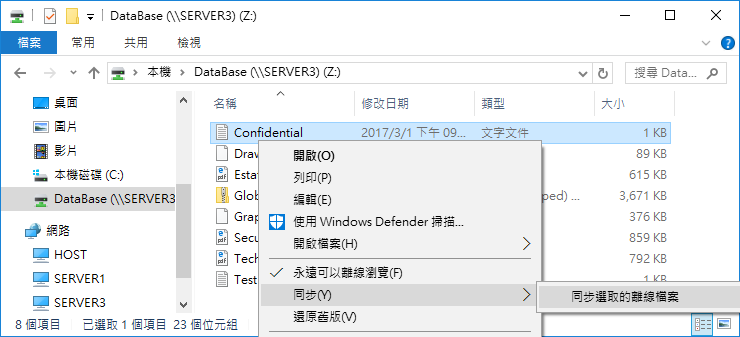 DataBase (\\SERVER3) (Z:)
檔案 常用 共用 檢視
本機 DataBase (\\SERVER3) (Z:) 搜尋 Data...
名稱 修改日期 類型 大小
桌面
圖片
影片
本機磁碟 (C:)
DataBase (\\SERVER3
網路
HOST
SERVER1
SERVER3
Confidential 2017/3/1 下午 09... 文字文件 1 KB
Draw 89 KB
Estat 615 KB
Glob ped) ... 3,671 KB
Grap 376 KB
Secu 859 KB
Tech 792 KB
Test 1 KB
開啟(O)
列印(P)
編輯(E)
使用 Windows Defender 掃描...
開啟檔案(H)
永遠可以離線瀏覽(F)
同步(Y)
還原舊版(V)
同步選取的離線檔案
8 個項目 已選取 1 個項目 23 個位元組